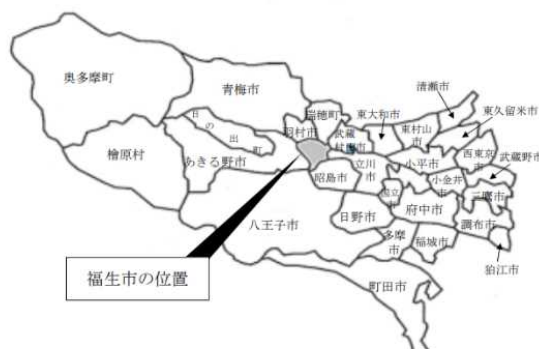 奥多摩町
青梅市
瑞穂町
清瀬市
東大和市
東久留米市
日の出町
羽村市
武蔵
村山市
東村山
市
檜原村
あきる野市
立川
市
小平市
西東京
市
武蔵野市
昭島市
小金井
市
国立
市
三鷹市
八王子市
日野市
府中市
調布市
多摩
市
稲城市
狛江市
福生市の位置
町田市